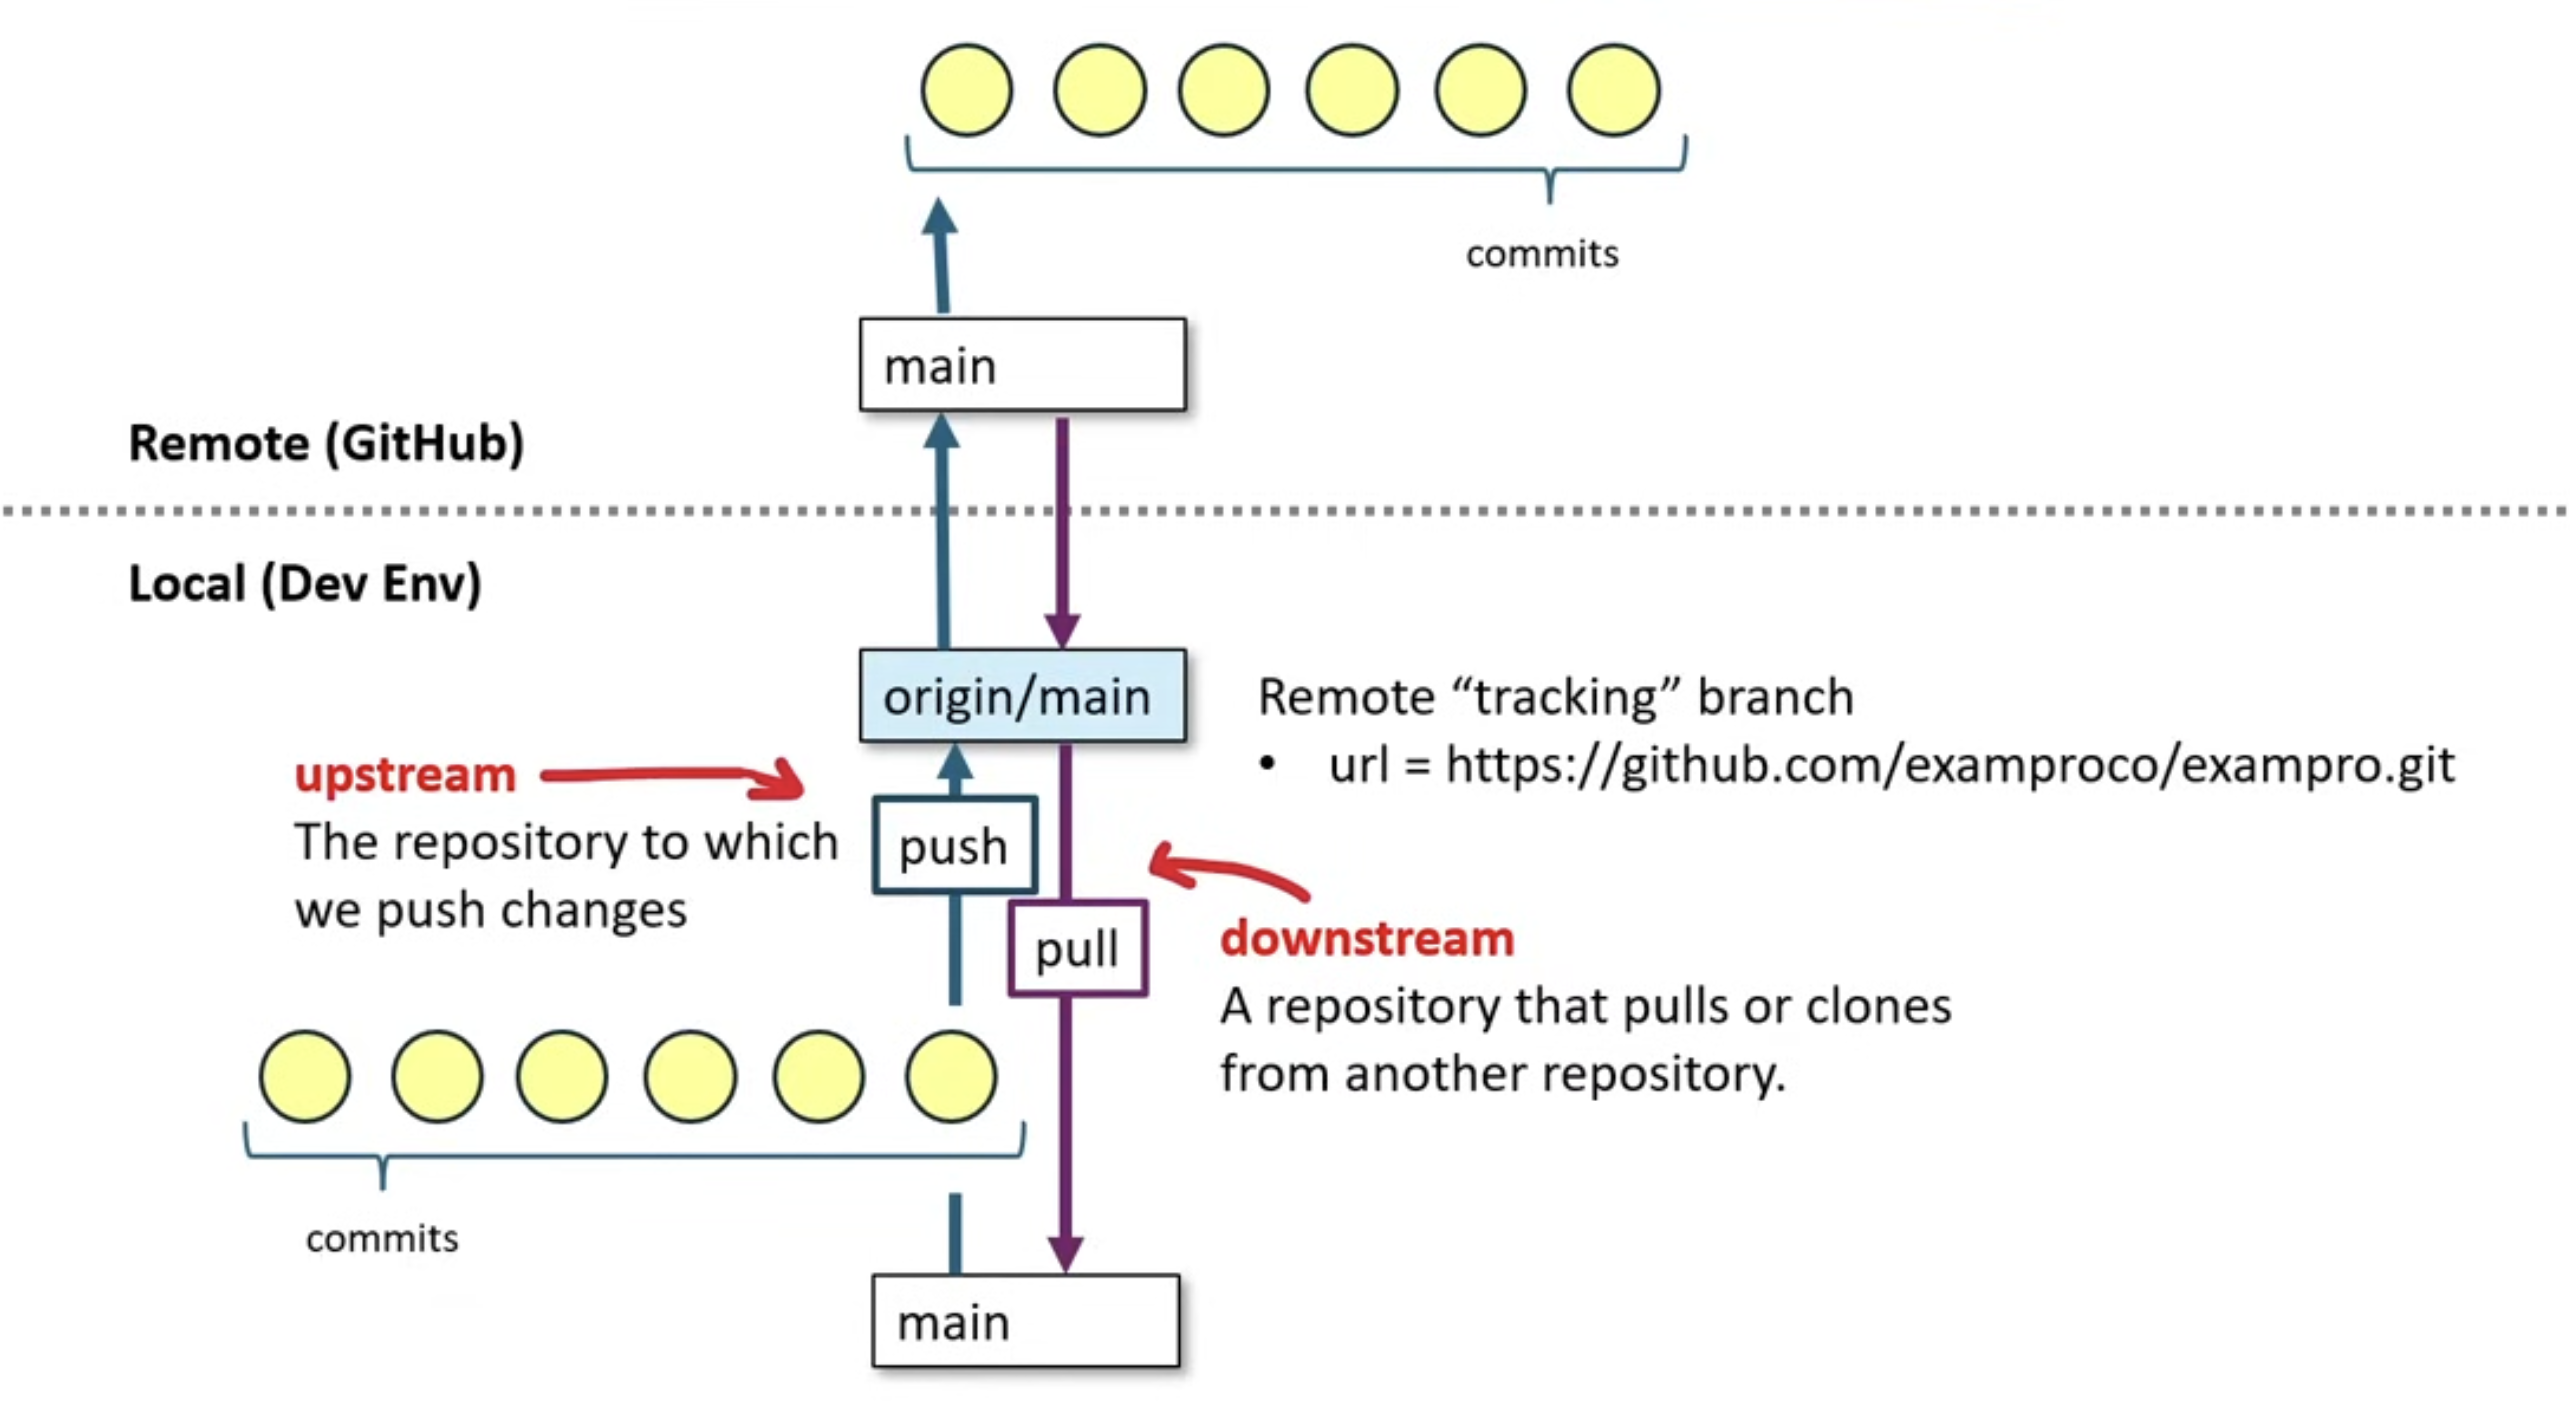 commits
main
Remote (GitHub)
Local (Dev Env)
origin/main
Remote “tracking” branch
• url = https://github.com/examproco/exampro.git
upstream
The repository to which
we push changes
push
pull
downstream
A repository that pulls or clones
from another repository.
commits
main